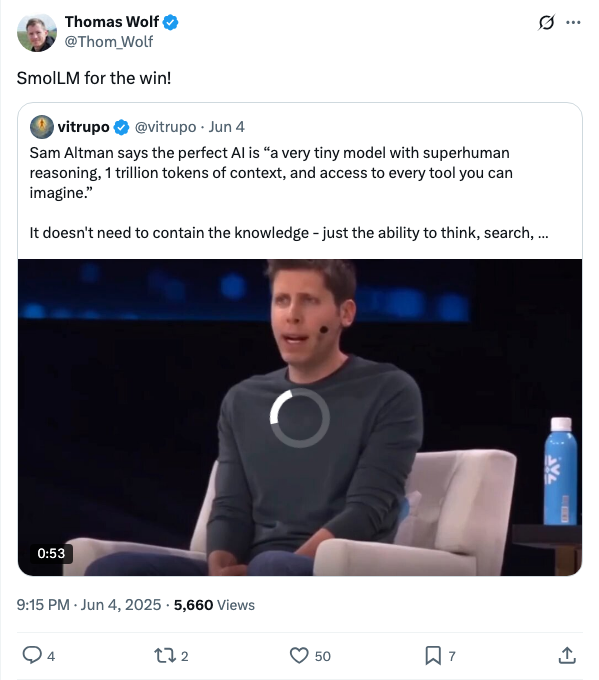 Thomas Wolf
@Thom_Wolf
SmolLM for the win!
vitrupo @vitrupo · Jun 4
Sam Altman says the perfect AI is “a very tiny model with superhuman
reasoning, 1 trillion tokens of context, and access to every tool you can
imagine.”
It doesn't need to contain the knowledge - just the ability to think, search, ...
0:53
9:15 PM · Jun 4, 2025 · 5,660 Views
4 2 50 7